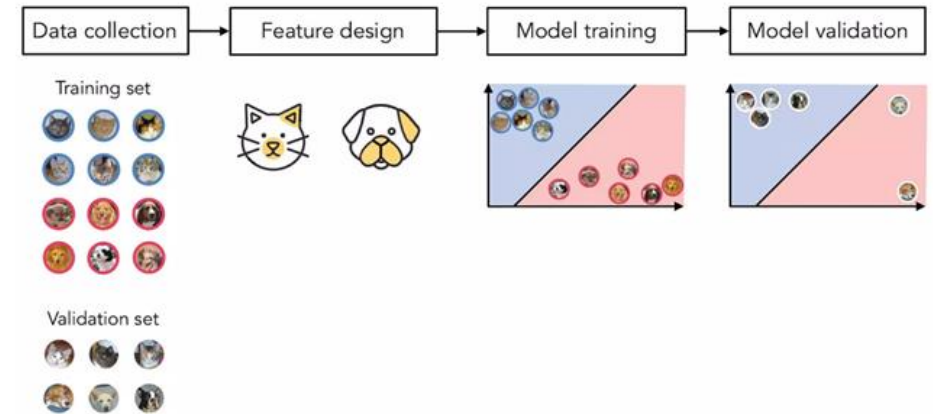 Data collection
Feature design
Model training
Model validation
Training set
Validation set